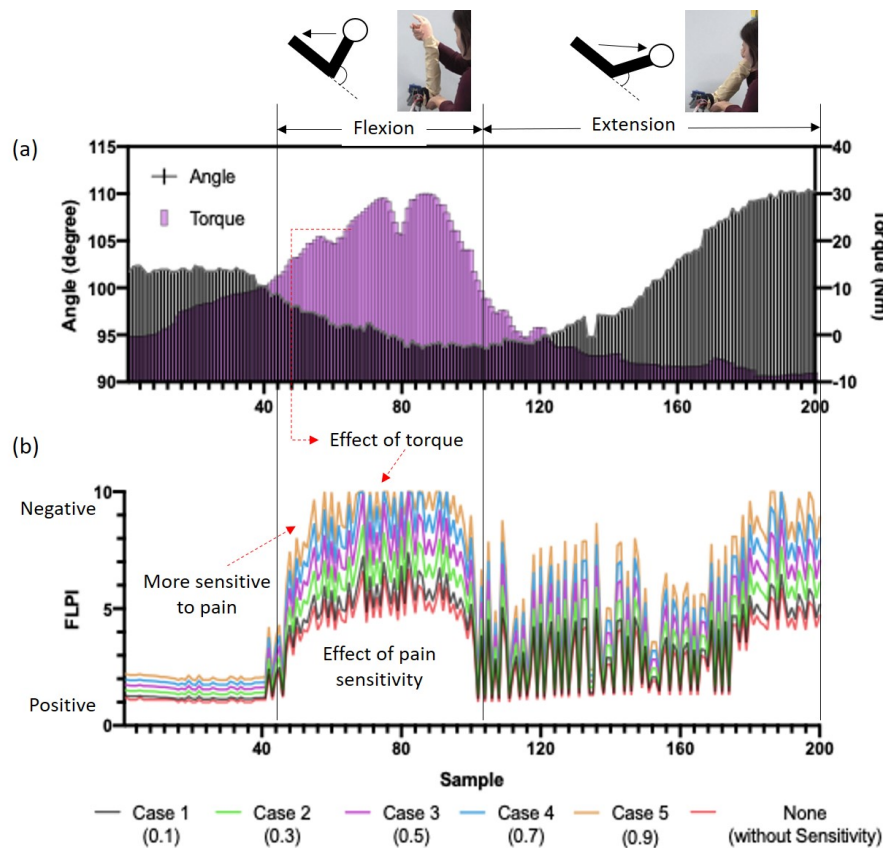 Flexion
Extension
(a)
115
110
105
100
95
90
Angle (degree)
Angle
Torque
40
30
20
10
0
-10
Torque (Nm)
40
80
120
160
200
Effect of torque
(b)
Negative
Positive
10
5
0
FLPI
More sensitive
to pain
Effect of pain
sensitivity
40
80
120
160
200
Sample
Case 1
(0.1)
Case 2
(0.3)
Case 3
(0.5)
Case 4
(0.7)
Case 5
(0.9)
None
(without Sensitivity)